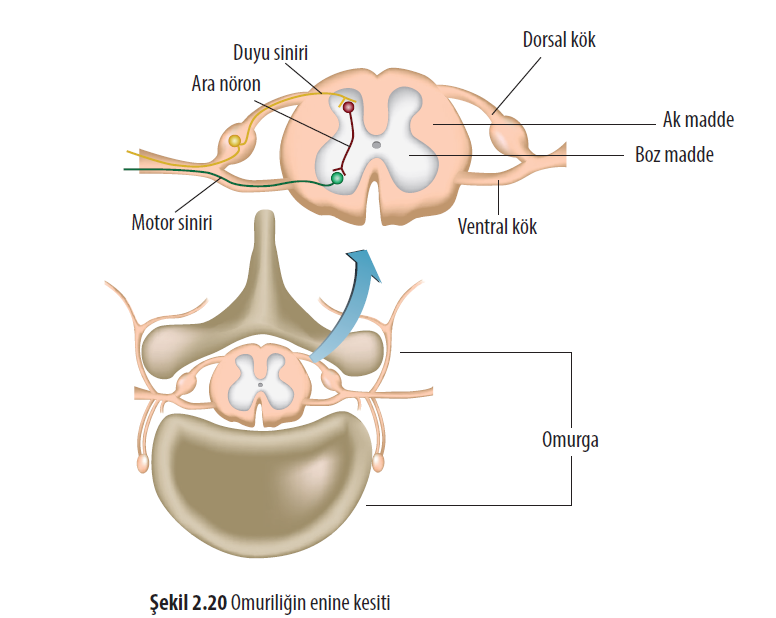 Dorsal kök
Duyu siniri
Ara nöron
Ak madde
Boz madde
Motor siniri
Ventral kök
Omurga
Şekil 2.20 Omuriliğin enine kesiti